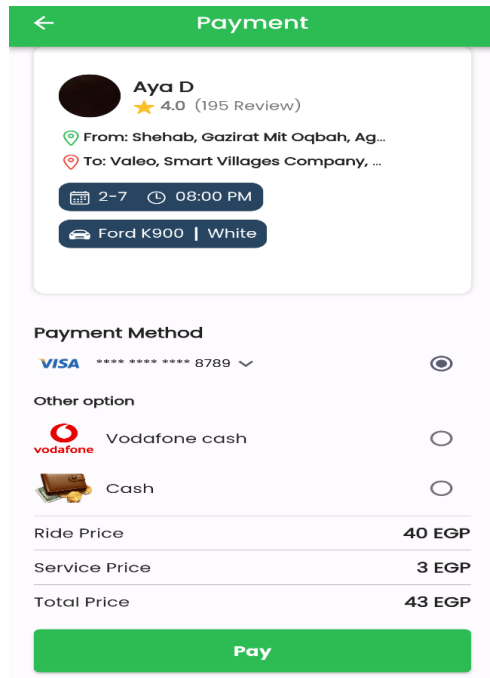 Payment
Aya D
4.0 (195 Review)
From: Shehab, Gazirat Mit Oqbah, Ag...
To: Valeo, Smart Villages Company, ...
2-7 08:00 PM
Ford K900 | White
Payment Method
VISA **** **** **** 8789
Other option
vodafone Vodafone cash
Cash
Ride Price 40 EGP
Service Price 3 EGP
Total Price 43 EGP
Pay